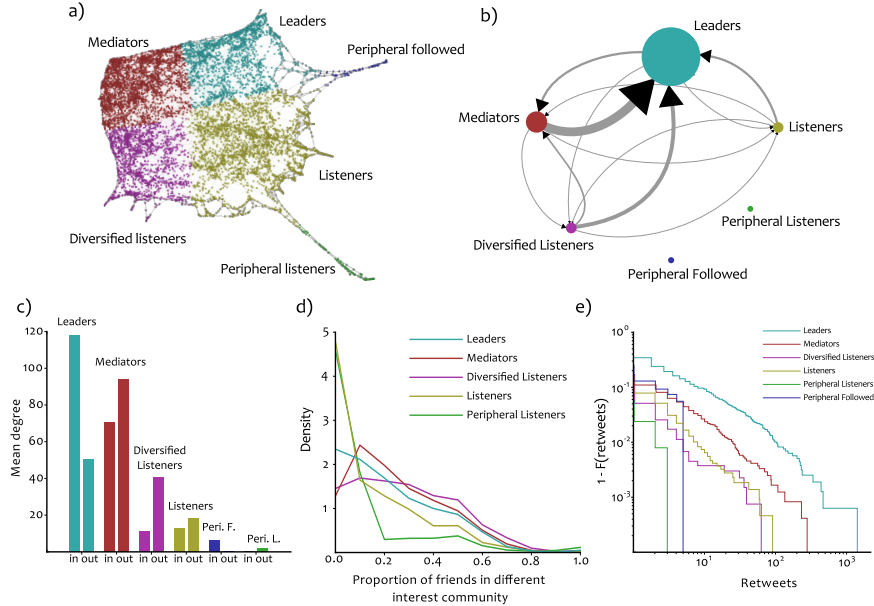 a)
Mediators
Leaders
Peripheral followed
Listeners
Diversified listeners
Peripheral listeners
b)
Leaders
Mediators
Listeners
Diversified Listeners
Peripheral Listeners
Peripheral Followed
c)
Mean degree
120
100
80
60
40
20
Leaders
Mediators
Diversified
Listeners
Listeners
Peri. F.
Peri. L.
in out in out in out in out in out in out
d)
Density
5
4
3
2
1
0
Leaders
Mediators
Diversified Listeners
Listeners
Peripheral Listeners
0.0 0.2 0.4 0.6 0.8 1.0
Proportion of friends in different
interest community
e)
1 - F(retweets)
10⁰
10⁻¹
10⁻²
10⁻³
Leaders
Mediators
Diversified Listeners
Listeners
Peripheral Listeners
Peripheral Followed
10¹ 10² 10³
Retweets